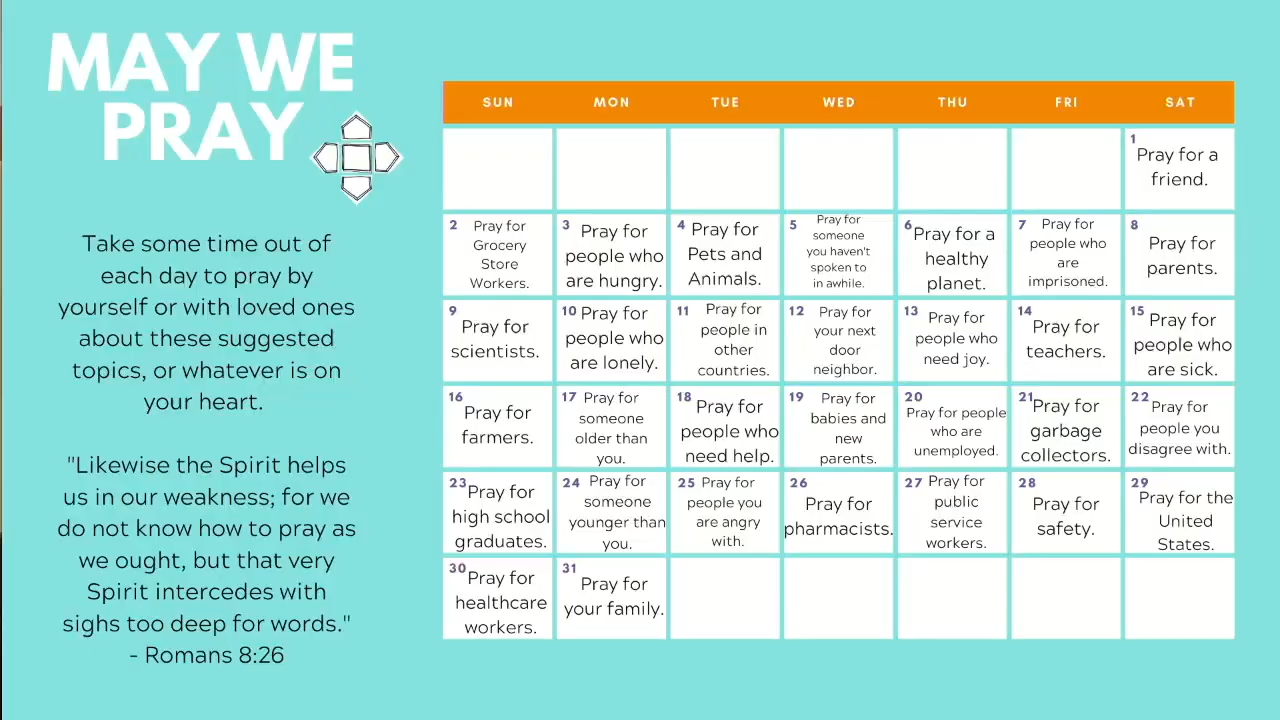 MAY WE
PRAY
Take some time out of
each day to pray by
yourself or with loved ones
about these suggested
topics, or whatever is on
your heart.
"Likewise the Spirit helps
us in our weakness; for we
do not know how to pray as
we ought, but that very
Spirit intercedes with
sighs too deep for words."
- Romans 8:26
SUN MON TUE WED THU FRI SAT
1
Pray for a
friend.
2
Pray for
Grocery
Store
Workers.
3
Pray for
people who
are hungry.
4
Pray for
Pets and
Animals.
5
Pray for
someone
you haven't
spoken to
in awhile.
6
Pray for a
healthy
planet.
7
Pray for
people who
are
imprisoned.
8
Pray for
parents.
9
Pray for
scientists.
10
Pray for
people who
are lonely.
11
Pray for
people in
other
countries.
12
Pray for
your next
door
neighbor.
13
Pray for
people who
need joy.
14
Pray for
teachers.
15
Pray for
people who
are sick.
16
Pray for
farmers.
17
Pray for
someone
older than
you.
18
Pray for
people who
need help.
19
Pray for
babies and
new
parents.
20
Pray for people
who are
unemployed.
21
Pray for
garbage
collectors.
22
Pray for
people you
disagree with.
23
Pray for
high school
graduates.
24
Pray for
someone
younger than
you.
25
Pray for
people you
are angry
with.
26
Pray for
pharmacists.
27
Pray for
public
service
workers.
28
Pray for
safety.
29
Pray for the
United
States.
30
Pray for
healthcare
workers.
31
Pray for
your family.